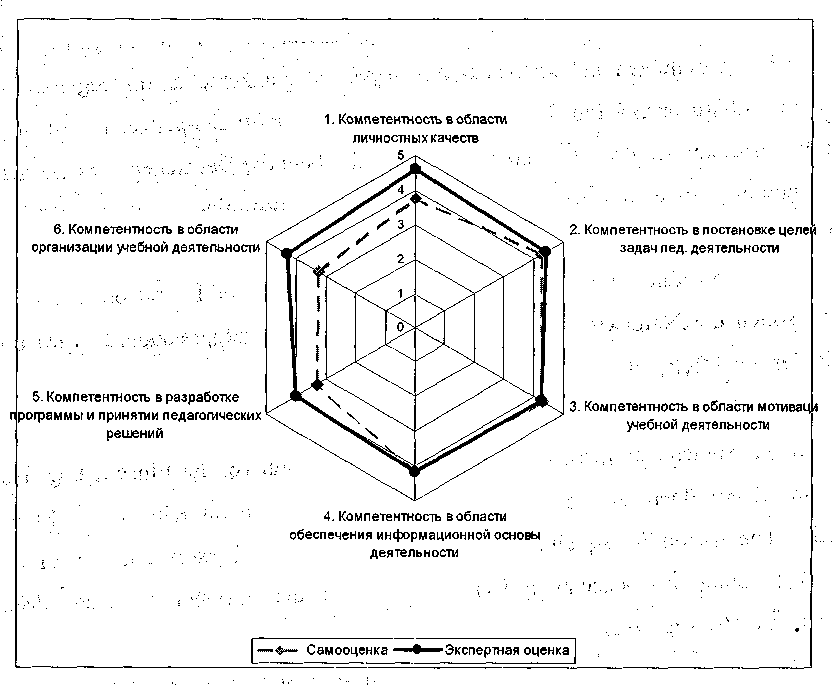 1. Компетентность в области
личностных качеств
5
4
3
2
1
0
6. Компетентность в области
организации учебной деятельности
2. Компетентность в постановке целей
задач пед. деятельности
5. Компетентность в разработке
программы и принятии педагогических
решений
3. Компетентность в области мотиваци
учебной деятельности
4. Компетентность в области
обеспечения информационной основы
деятельности
Самооценка
Экспертная оценка